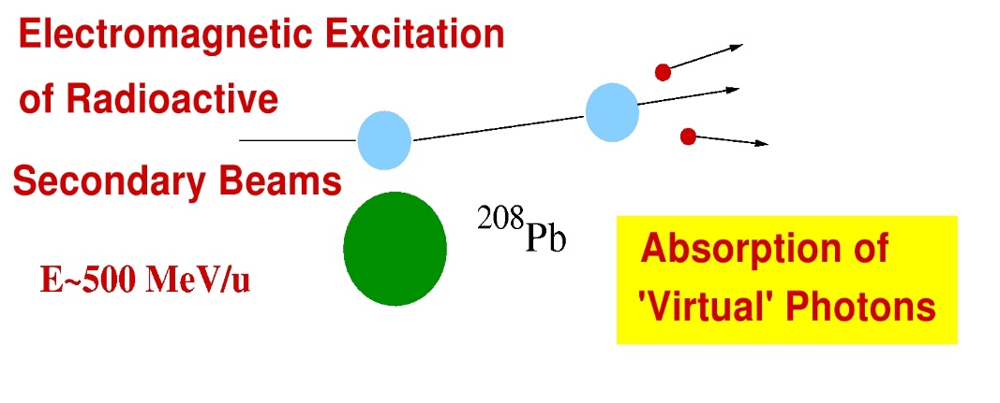 Electromagnetic Excitation
of Radioactive
Secondary Beams
E~500 MeV/u
²⁰⁸Pb
Absorption of
'Virtual' Photons